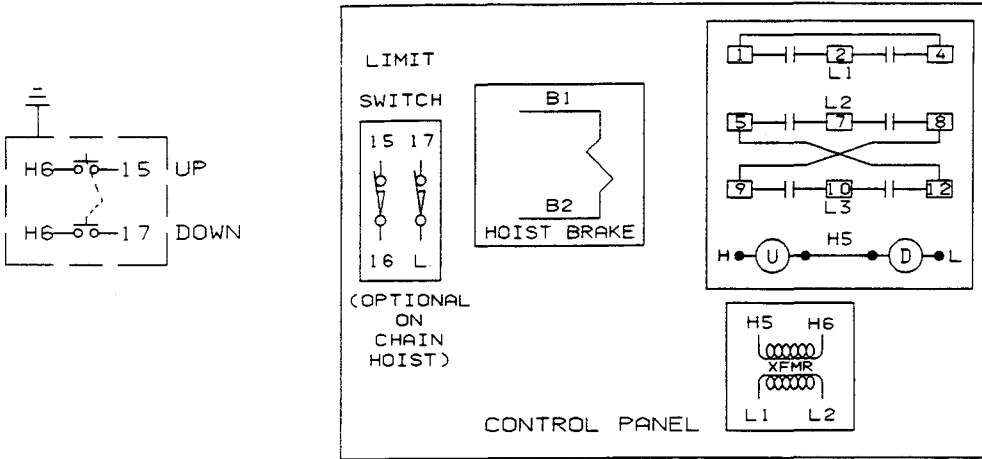 H6 15 UP
H6 17 DOWN
LIMIT
SWITCH
15 17
16 L
(OPTIONAL
ON
CHAIN
HOIST)
B1
B2
HOIST BRAKE
1 2 4
L1
L2
5 7 8
9 10 12
L3
H5
H U D L
H5 H6
XFMR
L1 L2
CONTROL PANEL